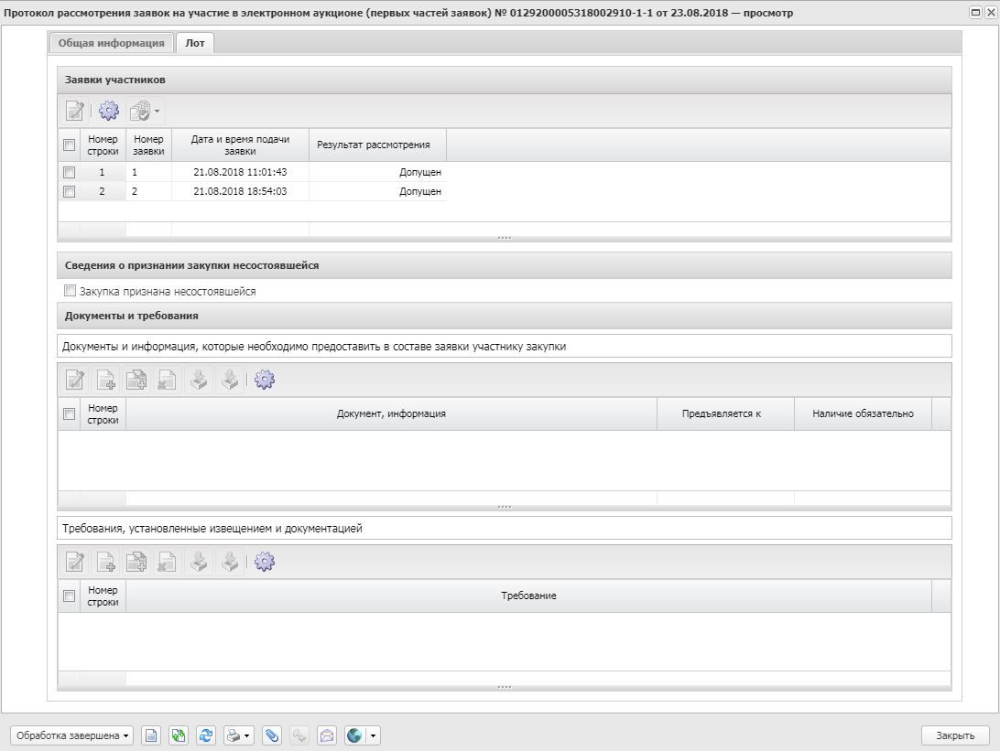 Протокол рассмотрения заявок на участие в электронном аукционе (первых частей заявок) № 0129200005318002910-1-1 от 23.08.2018 — просмотр
Общая информация Лот
Заявки участников
Номер строки Номер заявки Дата и время подачи заявки Результат рассмотрения
1 1 21.08.2018 11:01:43 Допущен
2 2 21.08.2018 18:54:03 Допущен
Сведения о признании закупки несостоявшейся
Закупка признана несостоявшейся
Документы и требования
Документы и информация, которые необходимо предоставить в составе заявки участнику закупки
Номер строки Документ, информация Предъявляется к Наличие обязательно
Требования, установленные извещением и документацией
Номер строки Требование
Обработка завершена Закрыть